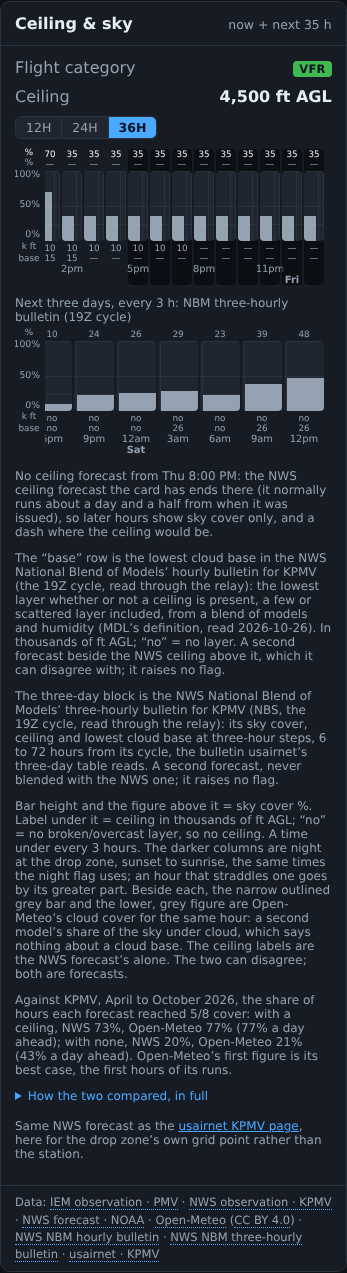 Ceiling & sky now + next 35 h
Flight category VFR
Ceiling 4,500 ft AGL
12H 24H 36H
% 70 35 35 35 35 35 35 35 35 35 35 35 35
% — — — — — — — — — — — — —
100%
50%
0%
k ft 10 10 10 — 10 10 10 — — — — — —
base 15 15 — — — — — — — — — — —
2pm 5pm 8pm 11pm
Fri
Next three days, every 3 h: NBM three-hourly
bulletin (19Z cycle)
% 10 24 26 29 23 39 48
100%
50%
0%
k ft no no no no no no no
base no no no 26 no 26 26
5pm 9pm 12am 3am 6am 9am 12pm
Sat
No ceiling forecast from Thu 8:00 PM: the NWS
ceiling forecast the card has ends there (it normally
runs about a day and a half from when it was
issued), so later hours show sky cover only, and a
dash where the ceiling would be.
The “base” row is the lowest cloud base in the NWS
National Blend of Models’ hourly bulletin for KPMV
(the 19Z cycle, read through the relay): the lowest
layer whether or not a ceiling is present, a few or
scattered layer included, from a blend of models
and humidity (MDL’s definition, read 2026-10-26). In
thousands of ft AGL; “no” = no layer. A second
forecast beside the NWS ceiling above it, which it
can disagree with; it raises no flag.
The three-day block is the NWS National Blend of
Models’ three-hourly bulletin for KPMV (NBS, the
19Z cycle, read through the relay): its sky cover,
ceiling and lowest cloud base at three-hour steps, 6
to 72 hours from its cycle, the bulletin usairnet’s
three-day table reads. A second forecast, never
blended with the NWS one; it raises no flag.
Bar height and the figure above it = sky cover %.
Label under it = ceiling in thousands of ft AGL; “no”
= no broken/overcast layer, so no ceiling. A time
under every 3 hours. The darker columns are night
at the drop zone, sunset to sunrise, the same times
the night flag uses; an hour that straddles one goes
by its greater part. Beside each, the narrow outlined
grey bar and the lower, grey figure are Open-
Meteo’s cloud cover for the same hour: a second
model’s share of the sky under cloud, which says
nothing about a cloud base. The ceiling labels are
the NWS forecast’s alone. The two can disagree;
both are forecasts.
Against KPMV, April to October 2026, the share of
hours each forecast reached 5/8 cover: with a
ceiling, NWS 73%, Open-Meteo 77% (77% a day
ahead); with none, NWS 20%, Open-Meteo 21%
(43% a day ahead). Open-Meteo’s first figure is its
best case, the first hours of its runs.
▶ How the two compared, in full
Same NWS forecast as the usairnet KPMV page,
here for the drop zone’s own grid point rather than
the station.
Data: IEM observation · PMV · NWS observation · KPMV
· NWS forecast · NOAA · Open-Meteo (CC BY 4.0) ·
NWS NBM hourly bulletin · NWS NBM three-hourly
bulletin · usairnet · KPMV